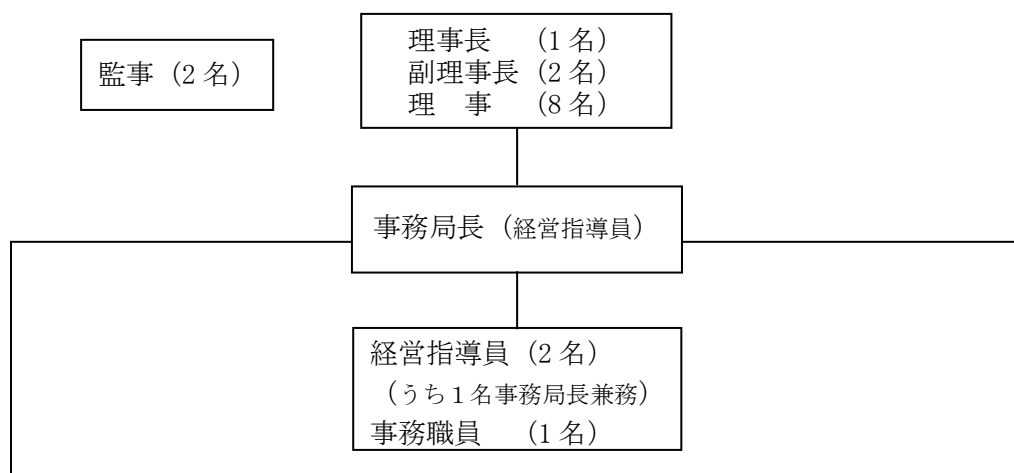 監事（2 名）
理事長　（1 名）
副理事長（2 名）
理　事　（8 名）
事務局長（経営指導員）
経営指導員（2 名）
（うち１名事務局長兼務）
事務職員　（1 名）